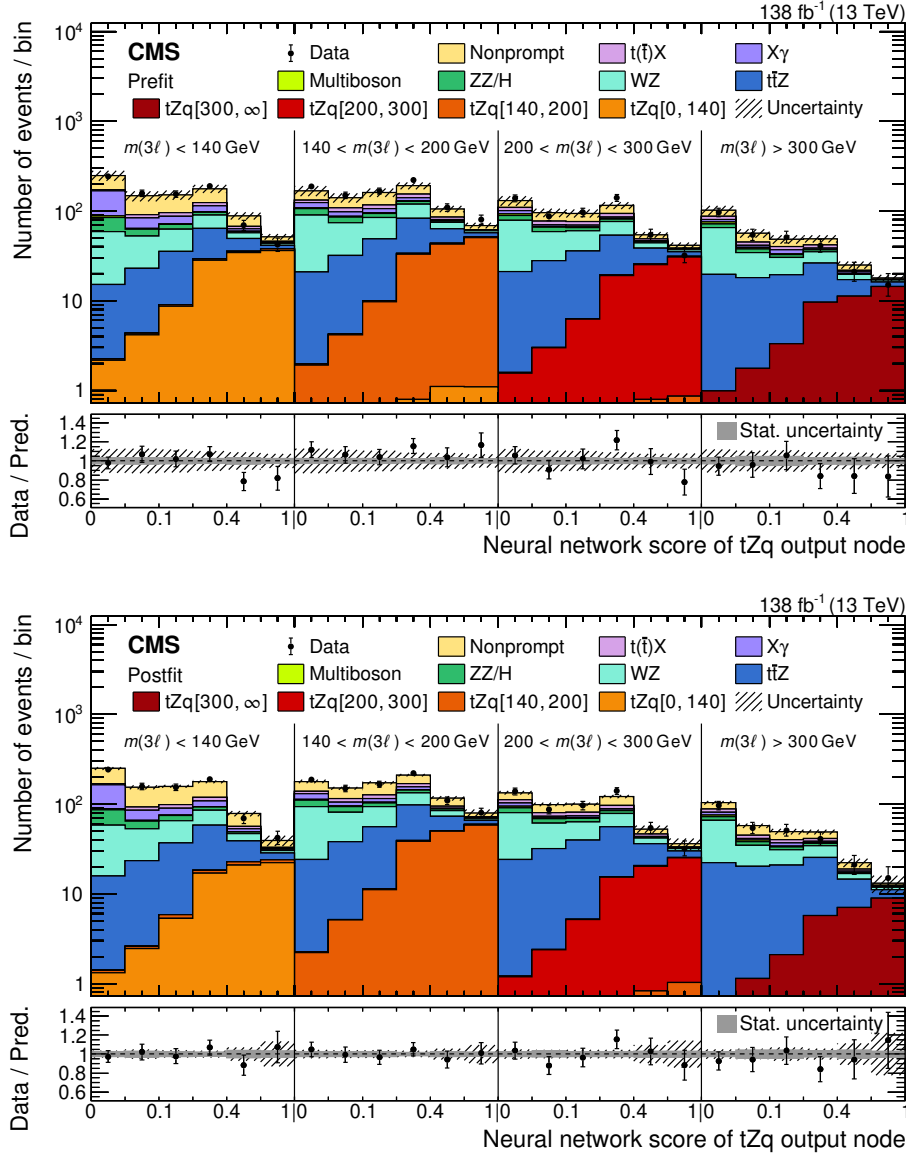 138 fb⁻¹ (13 TeV)
Number of events / bin
10⁴
10³
10²
10
1
CMS Data Nonprompt t(t̄)X Xγ
Prefit Multiboson ZZ/H WZ tt̄Z
tZq[300, ∞] tZq[200, 300] tZq[140, 200] tZq[0, 140] Uncertainty
m(3ℓ) < 140 GeV 140 < m(3ℓ) < 200 GeV 200 < m(3ℓ) < 300 GeV m(3ℓ) > 300 GeV
Data / Pred.
1.4
1.2
1.0
0.8
0.6
Stat. uncertainty
0 0.1 0.4 1|0 0.1 0.4 1|0 0.1 0.4 1|0 0.1 0.4 1
Neural network score of tZq output node
138 fb⁻¹ (13 TeV)
Number of events / bin
10⁴
10³
10²
10
1
CMS Data Nonprompt t(t̄)X Xγ
Postfit Multiboson ZZ/H WZ tt̄Z
tZq[300, ∞] tZq[200, 300] tZq[140, 200] tZq[0, 140] Uncertainty
m(3ℓ) < 140 GeV 140 < m(3ℓ) < 200 GeV 200 < m(3ℓ) < 300 GeV m(3ℓ) > 300 GeV
Data / Pred.
1.4
1.2
1
0.8
0.6
Stat. uncertainty
0 0.1 0.4 1|0 0.1 0.4 1|0 0.1 0.4 1|0 0.1 0.4 1
Neural network score of tZq output node